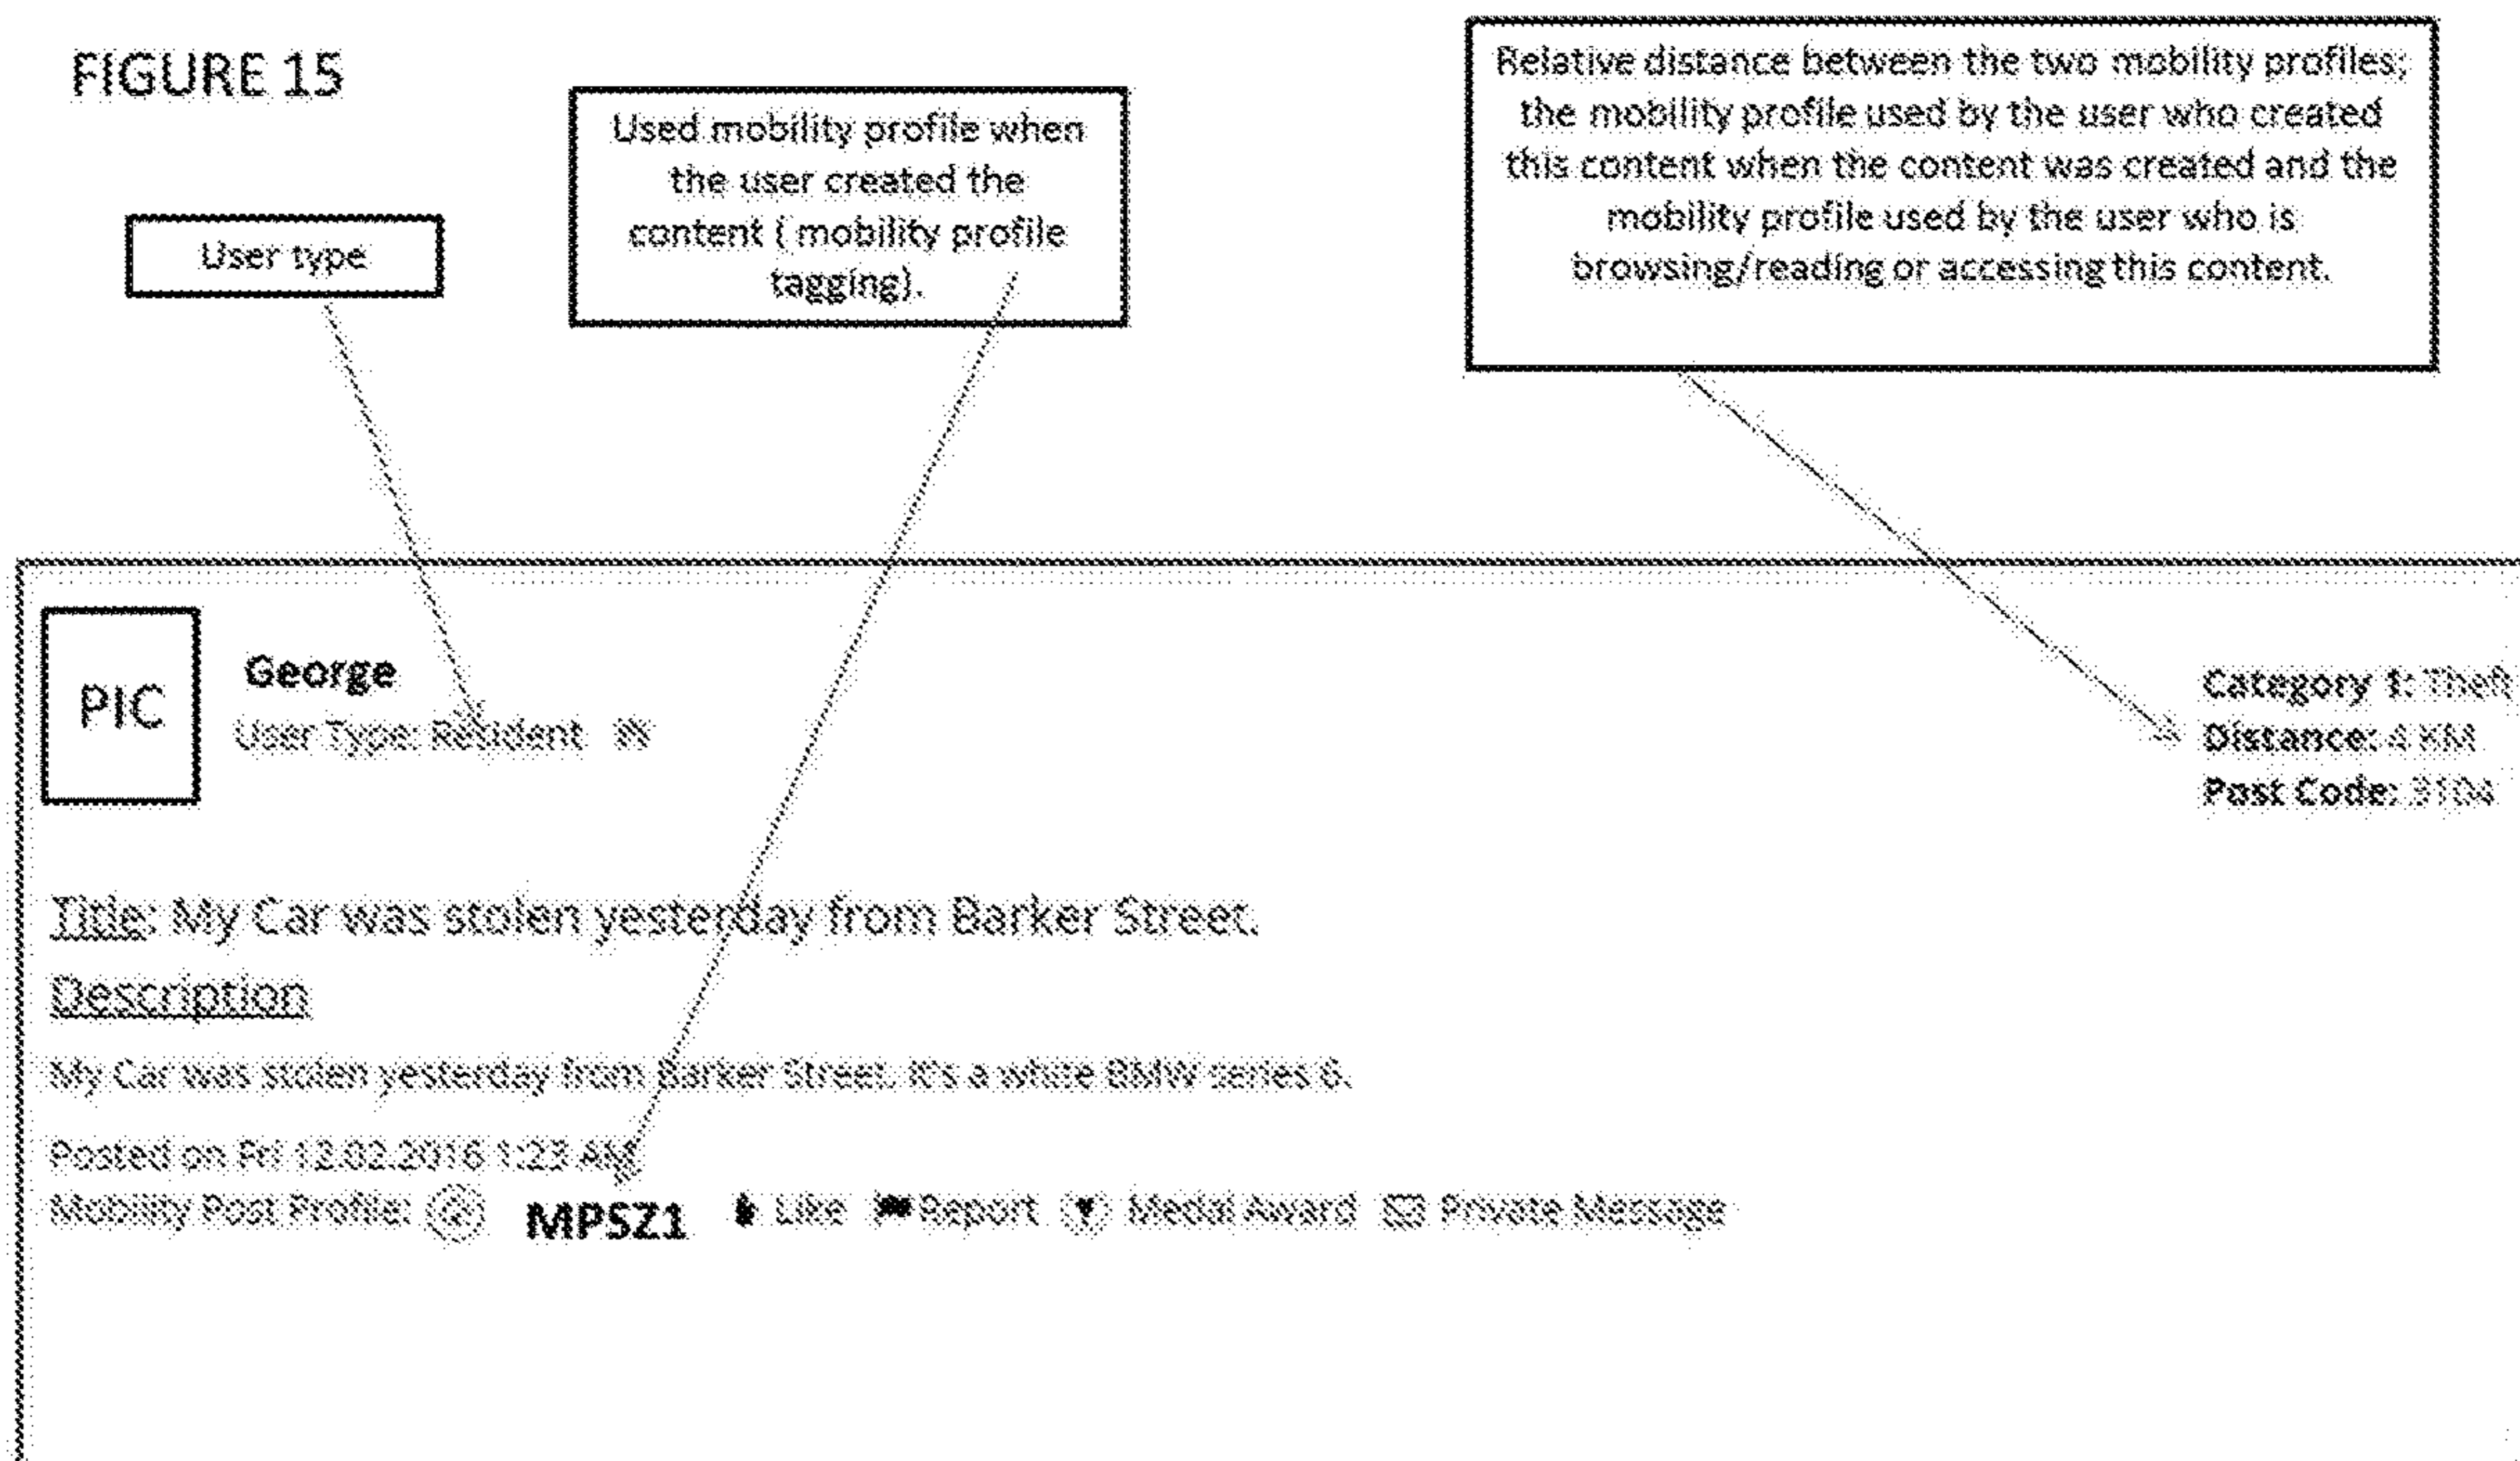 FIGURE 15
User type
Used mobility profile when
the user created the
content ( mobility profile
tagging).
Relative distance between the two mobility profiles;
the mobility profile used by the user who created
this content when the content was created and the
mobility profile used by the user who is
browsing/reading or accessing this content.
PIC
George
User Type: Resident
Category 1: Theft
Distance: 4 KM
Post Code: 3104
Title: My Car was stolen yesterday from Barker Street.
Description
My Car was stolen yesterday from Barker Street. It's a white BMW series 6.
Posted on Fri 12.02.2016 1:23 AM
Mobility Post Profile: MPSZ1 Like Report Medal Award Private Message